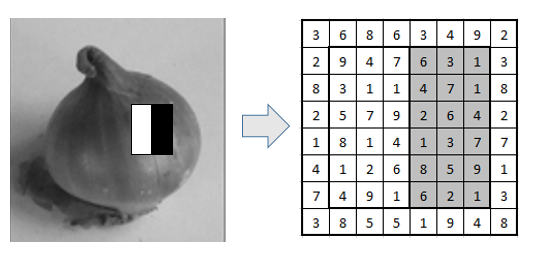 3 6 8 6 3 4 9 2
2 9 4 7 6 3 1 3
8 3 1 1 4 7 1 8
2 5 7 9 2 6 4 2
1 8 1 4 1 3 7 7
4 1 2 6 8 5 9 1
7 4 9 1 6 2 1 3
3 8 5 5 1 9 4 8